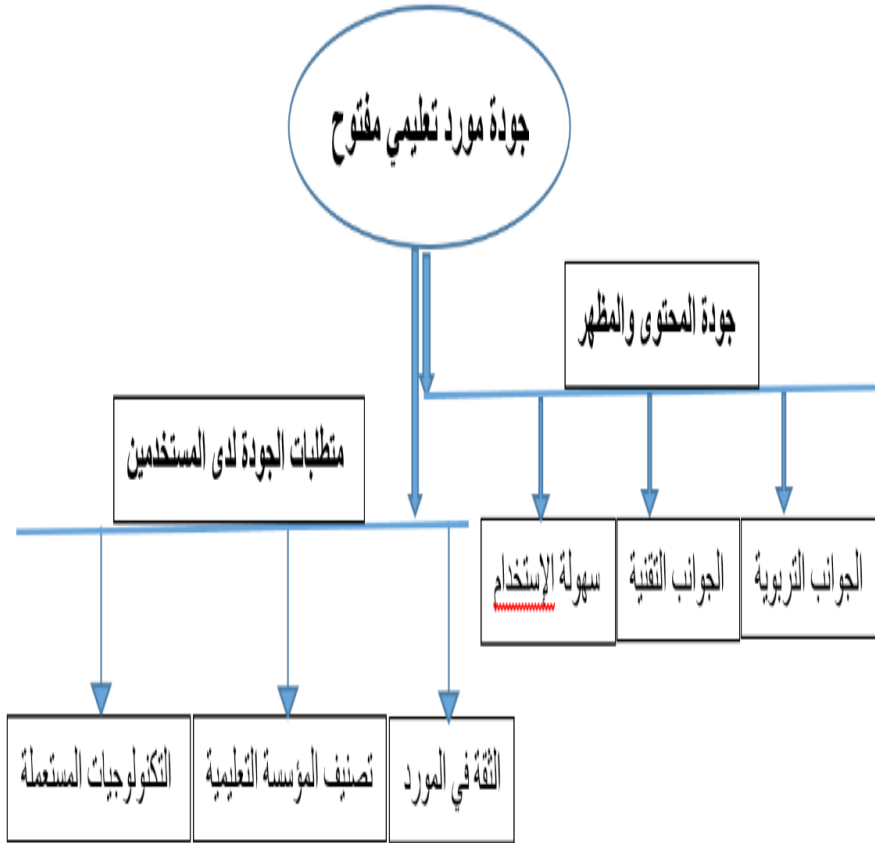 جودة مورد تعليمي مفتوح
جودة المحتوى والمظهر
متطلبات الجودة لدى المستخدمين
الجوانب التربوية
الجوانب التقنية
سهولة الإستخدام
الثقة في المورد
تصنيف المؤسسة التعليمية
التكنولوجيات المستعملة